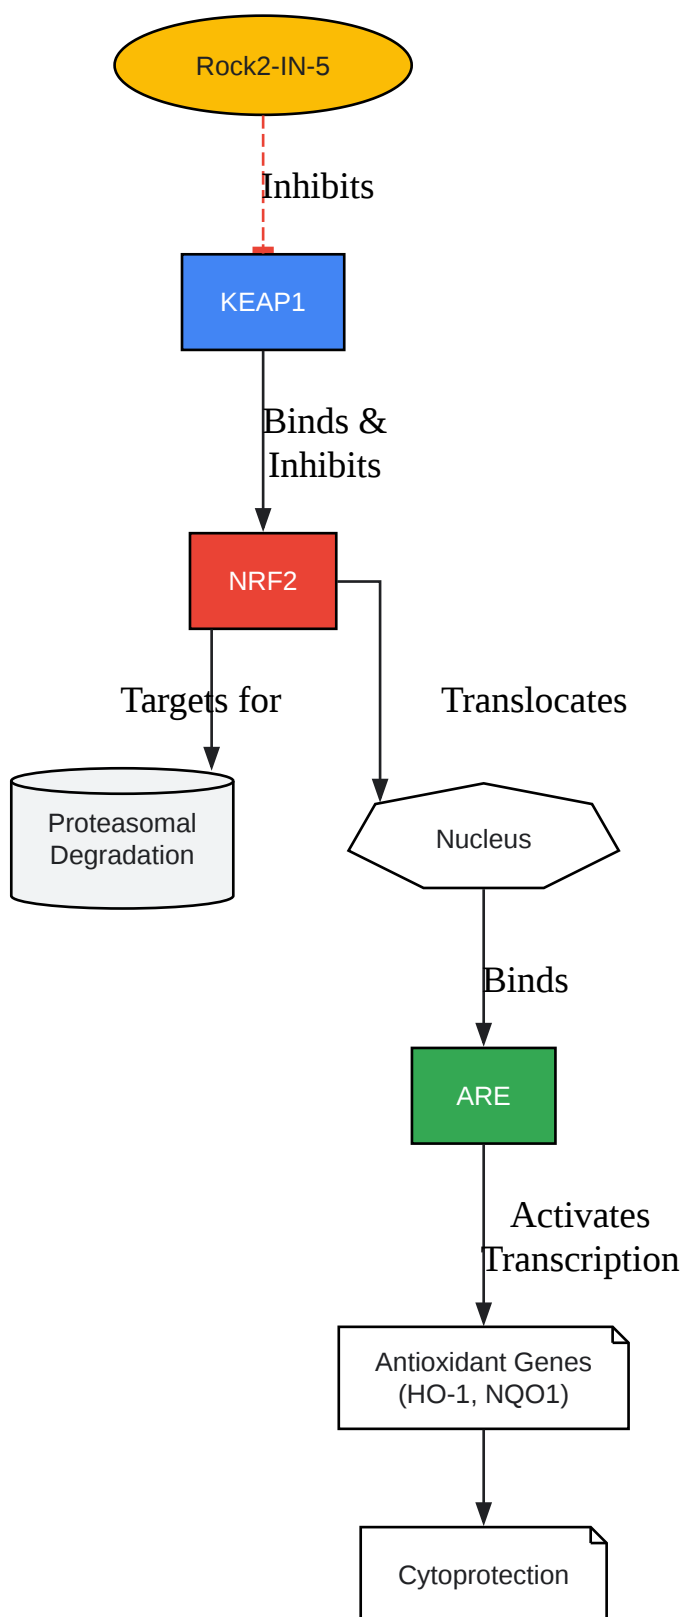 Rock2-IN-5
Inhibits
KEAP1
Binds &
Inhibits
NRF2
Targets for
Translocates
Proteasomal
Degradation
Nucleus
Binds
ARE
Activates
Transcription
Antioxidant Genes
(HO-1, NQO1)
Cytoprotection